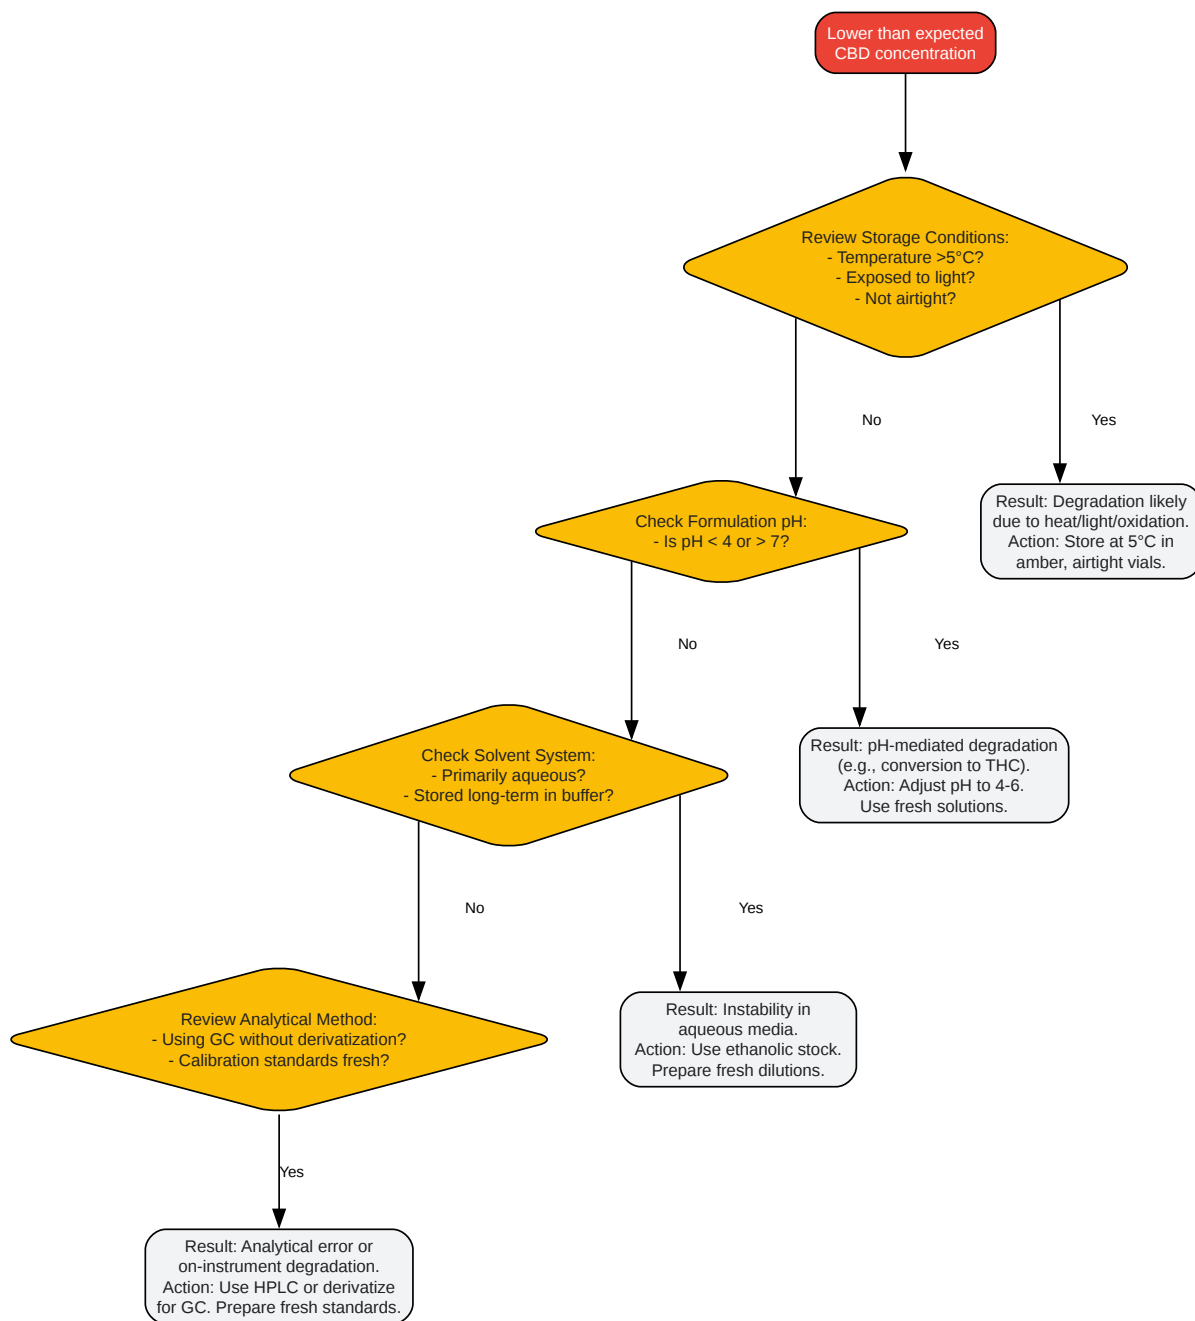 Lower than expected
CBD concentration
Review Storage Conditions:
- Temperature >5°C?
- Exposed to light?
- Not airtight?
No
Yes
Check Formulation pH:
- Is pH < 4 or > 7?
Result: Degradation likely
due to heat/light/oxidation.
Action: Store at 5°C in
amber, airtight vials.
No
Yes
Check Solvent System:
- Primarily aqueous?
- Stored long-term in buffer?
Result: pH-mediated degradation
(e.g., conversion to THC).
Action: Adjust pH to 4-6.
Use fresh solutions.
No
Yes
Review Analytical Method:
- Using GC without derivatization?
- Calibration standards fresh?
Result: Instability in
aqueous media.
Action: Use ethanolic stock.
Prepare fresh dilutions.
Yes
Result: Analytical error or
on-instrument degradation.
Action: Use HPLC or derivatize
for GC. Prepare fresh standards.